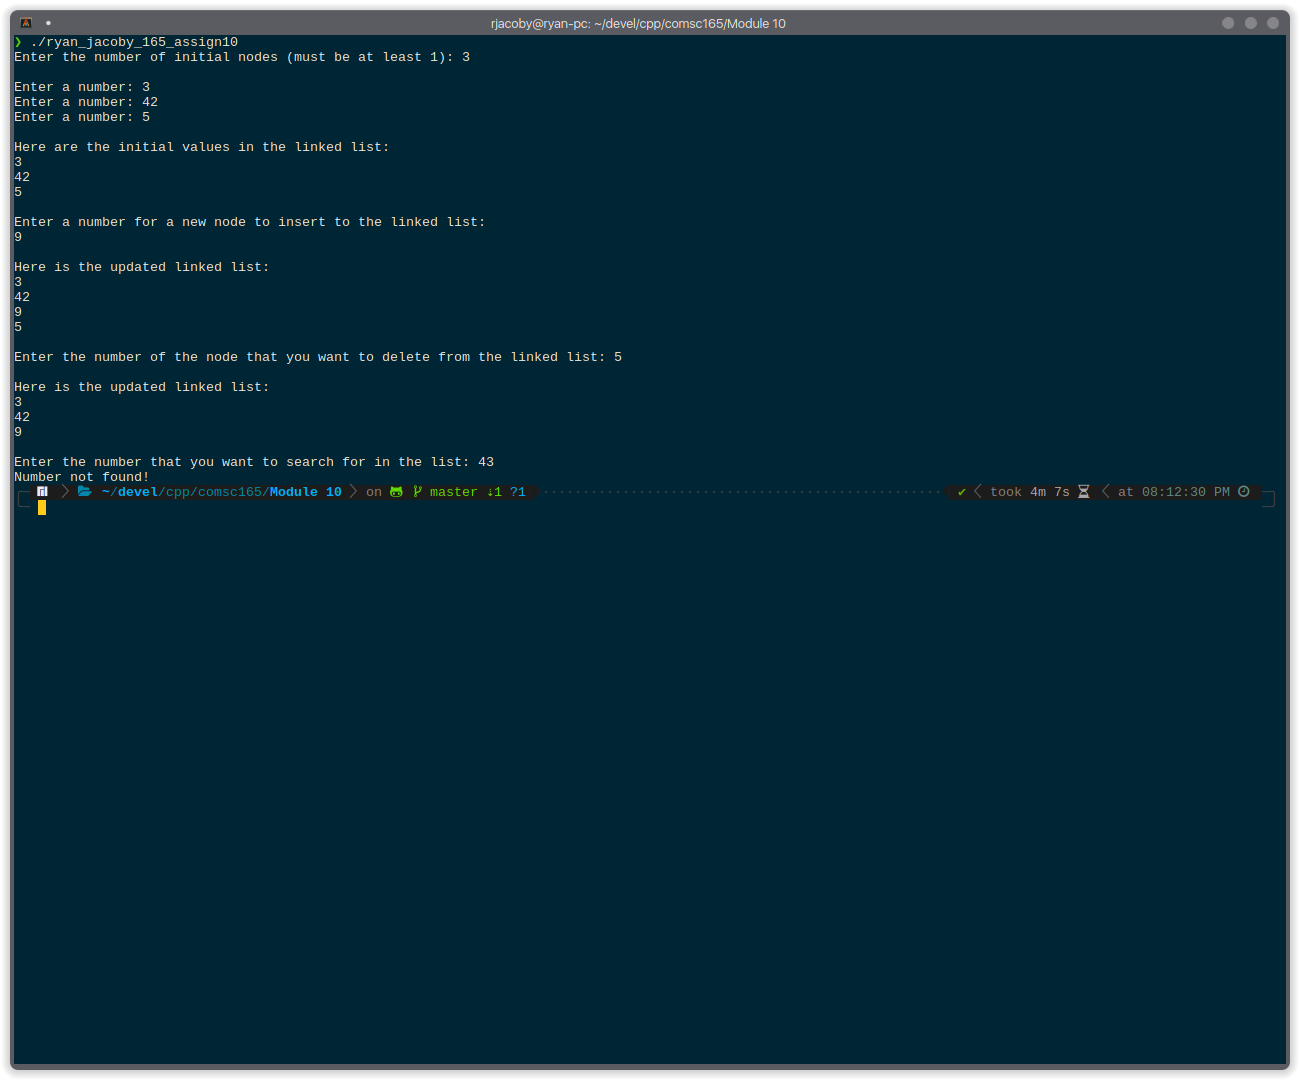 rjacoby@ryan-pc: ~/devel/cpp/comsc165/Module 10
❯ ./ryan_jacoby_165_assign10
Enter the number of initial nodes (must be at least 1): 3
Enter a number: 3
Enter a number: 42
Enter a number: 5
Here are the initial values in the linked list:
3
42
5
Enter a number for a new node to insert to the linked list:
9
Here is the updated linked list:
3
42
9
5
Enter the number of the node that you want to delete from the linked list: 5
Here is the updated linked list:
3
42
9
Enter the number that you want to search for in the list: 43
Number not found!
~/devel/cpp/comsc165/Module 10 on master ⇣1 ?1 ✔ took 4m 7s at 08:12:30 PM